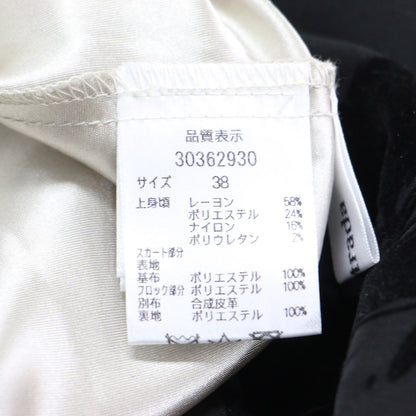 品質表示
30362930
サイズ 38
上身頃 レーヨン 58%
ポリエステル 24%
ナイロン 16%
ポリウレタン 2%
スカート部分
表地
基布 ポリエステル 100%
フロック部分 ポリエステル 100%
別布 合成皮革
裏地 ポリエステル 100%
rada